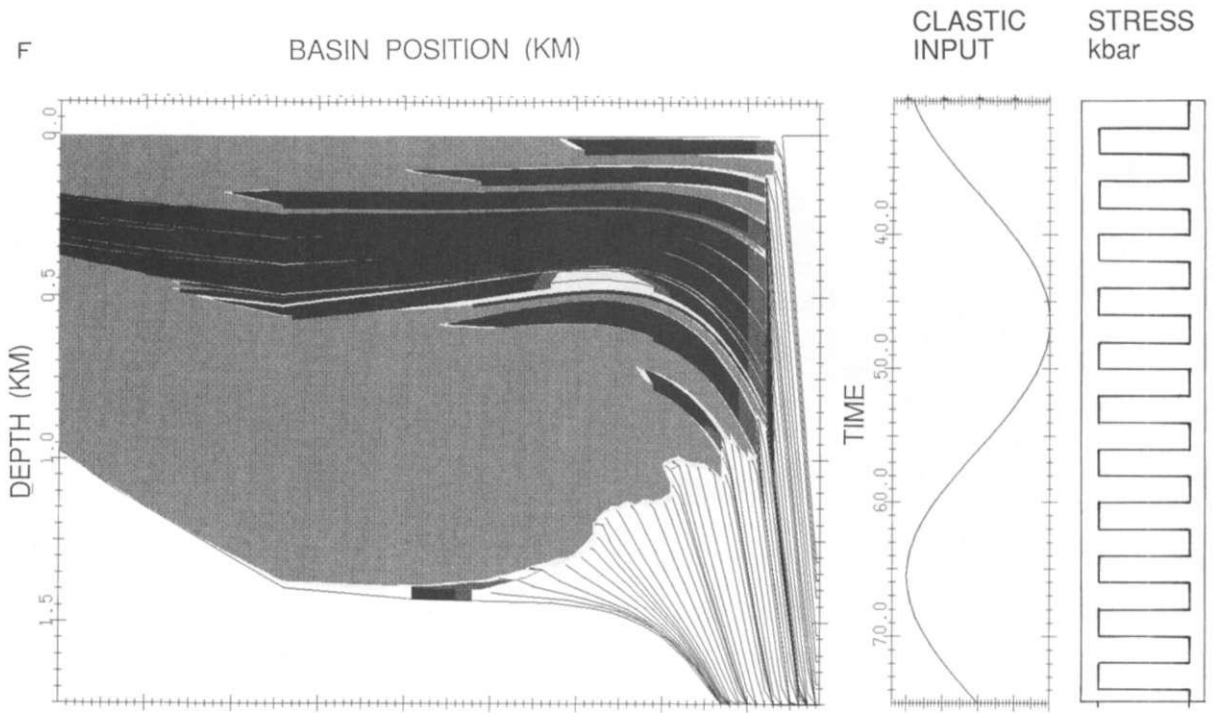 F
BASIN POSITION (KM)
CLASTIC
INPUT
STRESS
kbar
DEPTH (KM)
0.0
0.5
1.0
1.5
TIME
40.0
50.0
60.0
70.0